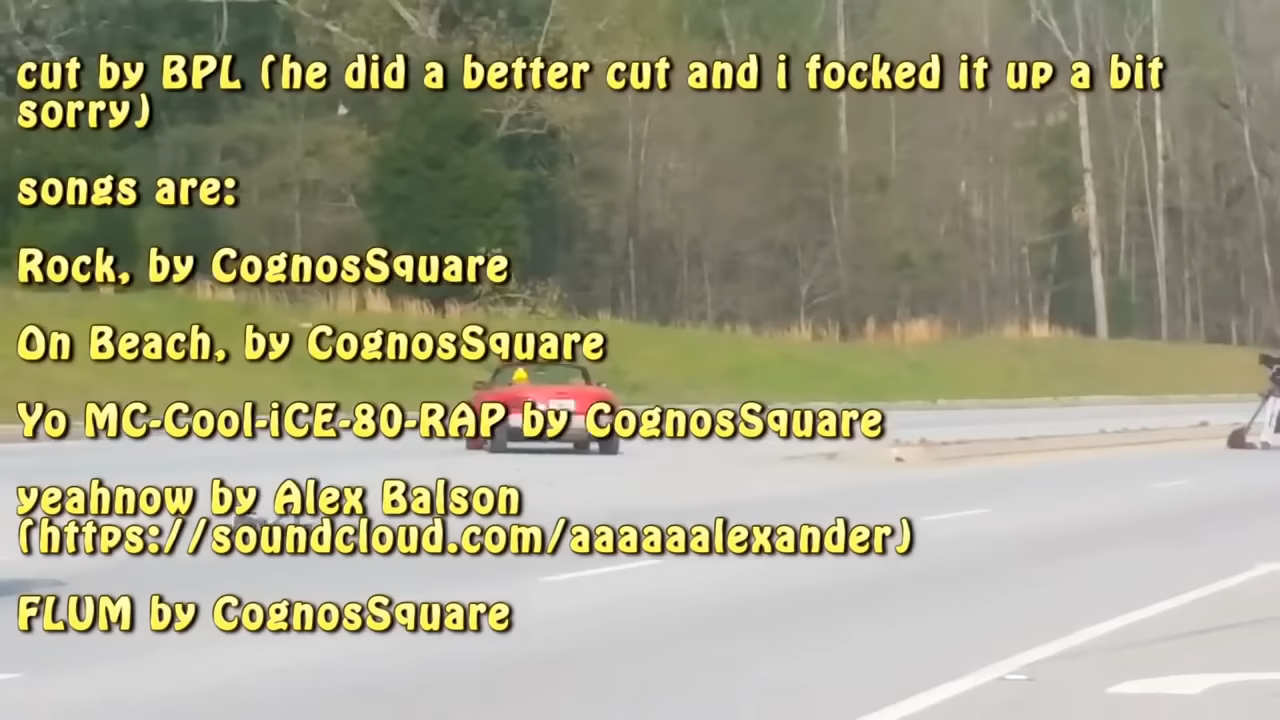 cut by BPL (he did a better cut and i focked it up a bit
sorry)
songs are:
Rock, by CognosSquare
On Beach, by CognosSquare
Yo MC-Cool-iCE-80-RAP by CognosSquare
yeahnow by Alex Balson
(https://soundcloud.com/aaaaaalexander)
FLUM by CognosSquare